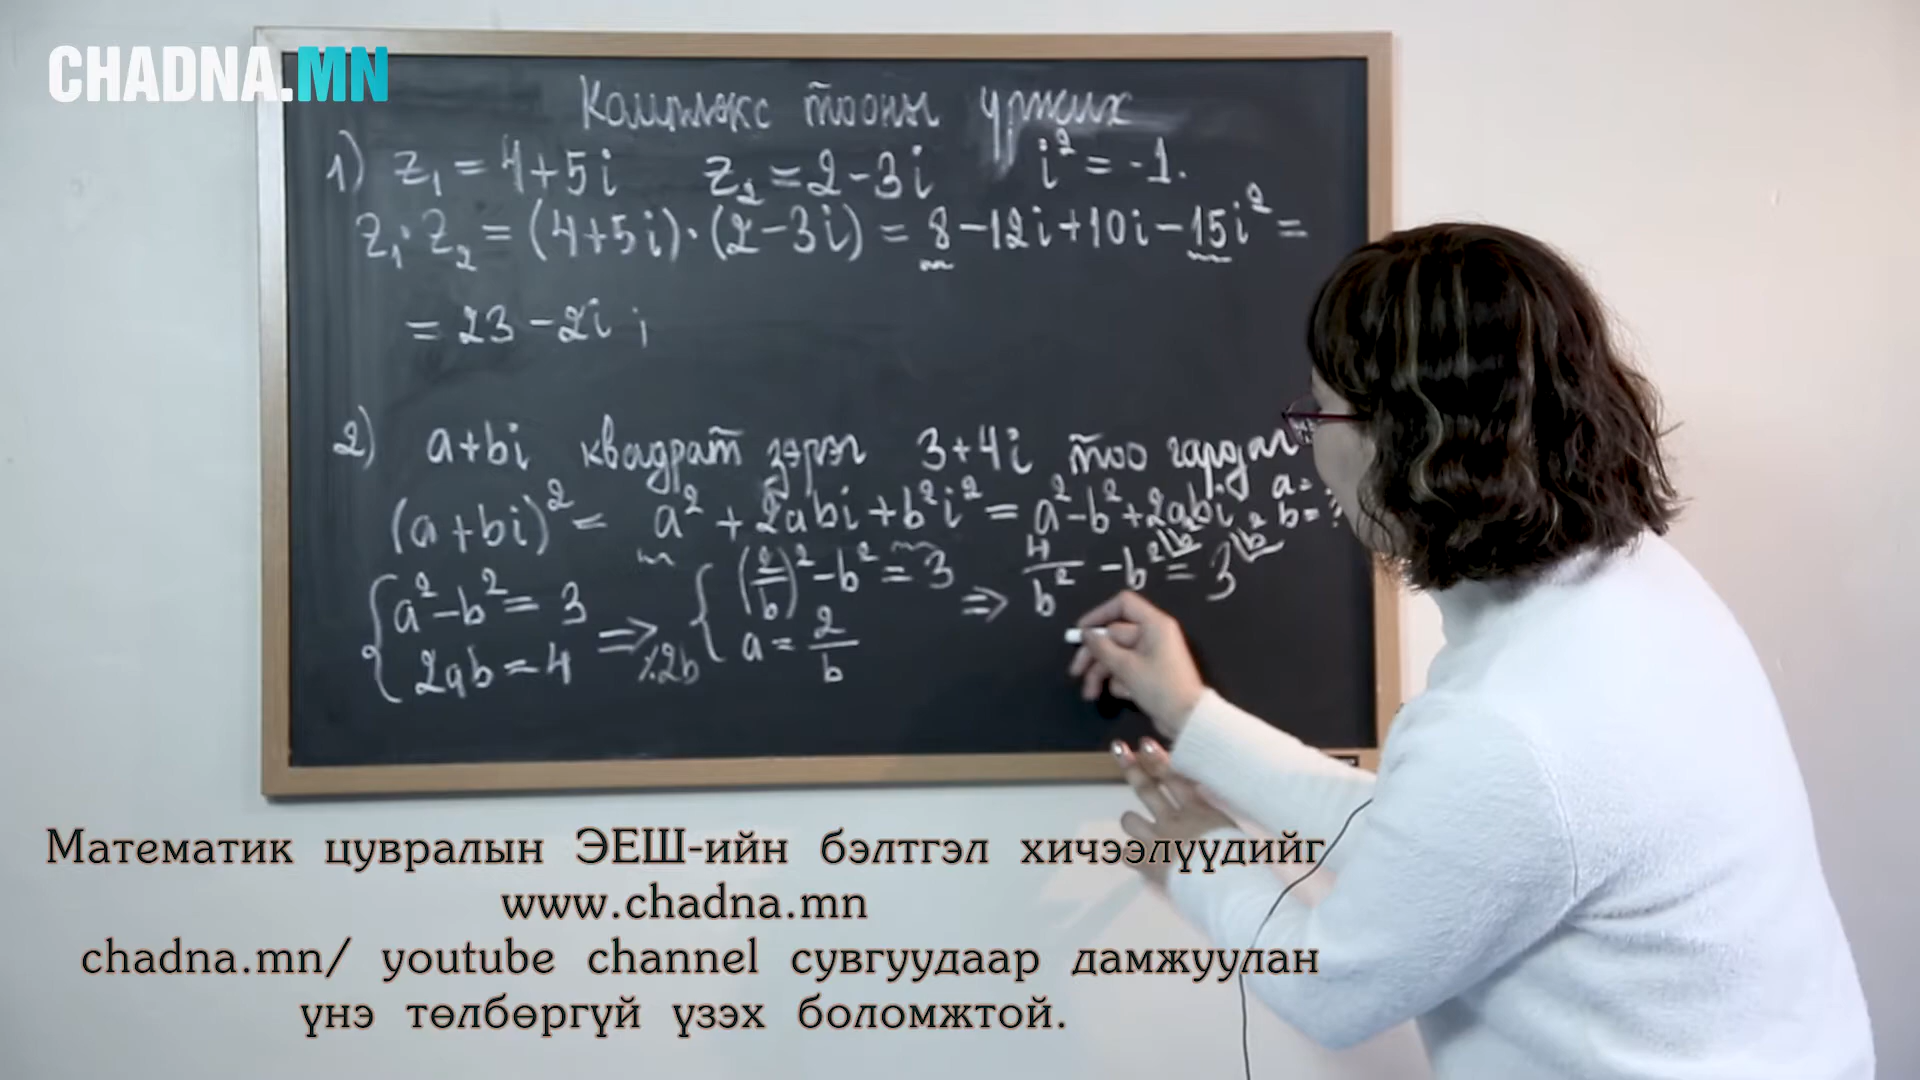 CHADNA.MN
Комплекс тооны үржих
1) z₁ = 4+5i z₂ = 2-3i i² = -1.
z₁·z₂ = (4+5i)·(2-3i) = 8-12i+10i-15i² =
= 23-2i ;
2) a+bi квадрат зэрэг 3+4i тоо гардаг
a=
(a+bi)² = a²+2abi+b²i² = a²-b²+2abi b=?
{ a²-b²=3 ⇒ { (2/b)²-b²=3 ⇒ 4/b² -b² \b² = 3 \b²
2ab=4 %2b a=2/b
Математик цувралын ЭЕШ-ийн бэлтгэл хичээлүүдийг
www.chadna.mn
chadna.mn/ youtube channel сувгуудаар дамжуулан
үнэ төлбөргүй үзэх боломжтой.